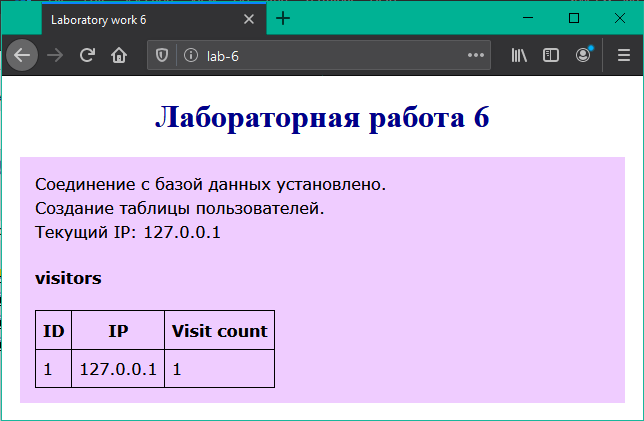 Laboratory work 6
lab-6
Лабораторная работа 6
Соединение с базой данных установлено.
Создание таблицы пользователей.
Текущий IP: 127.0.0.1
visitors
ID IP Visit count
1 127.0.0.1 1